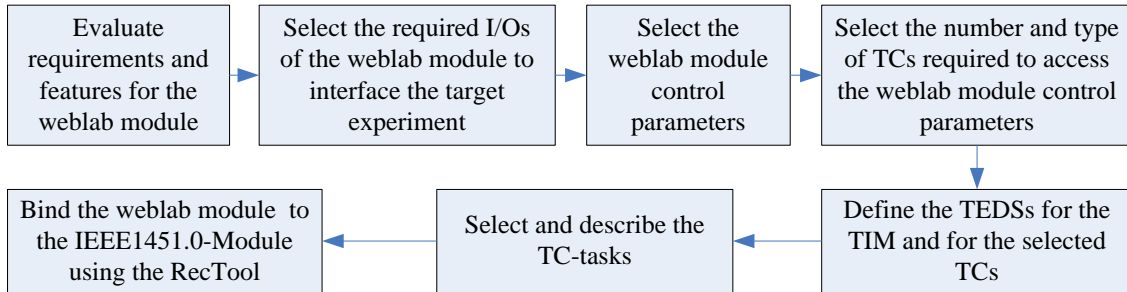 Evaluate
requirements and
features for the
weblab module
Select the required I/Os
of the weblab module to
interface the target
experiment
Select the
weblab module
control
parameters
Select the number and type
of TCs required to access
the weblab module control
parameters
Define the TEDSs for the
TIM and for the selected
TCs
Select and describe the
TC-tasks
Bind the weblab module to
the IEEE1451.0-Module
using the RecTool